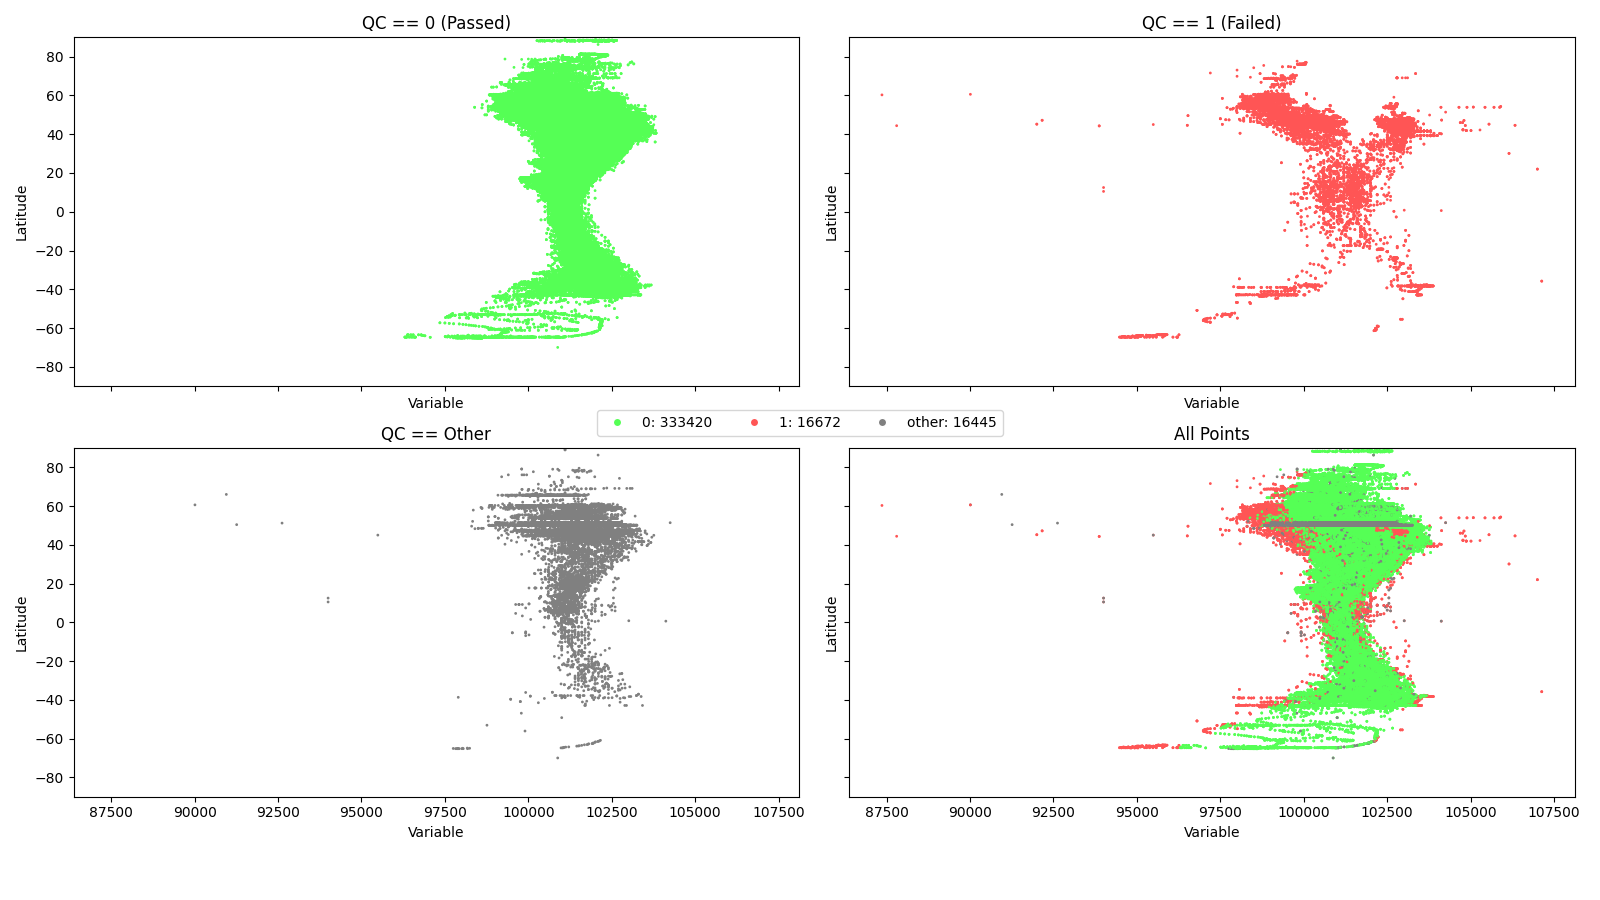 QC == 0 (Passed)
QC == 1 (Failed)
80
60
40
20
0
−20
−40
−60
−80
Latitude
Latitude
Variable
Variable
0: 333420 1: 16672 other: 16445
QC == Other
All Points
80
60
40
20
0
−20
−40
−60
−80
Latitude
Latitude
87500 90000 92500 95000 97500 100000 102500 105000 107500
87500 90000 92500 95000 97500 100000 102500 105000 107500
Variable
Variable